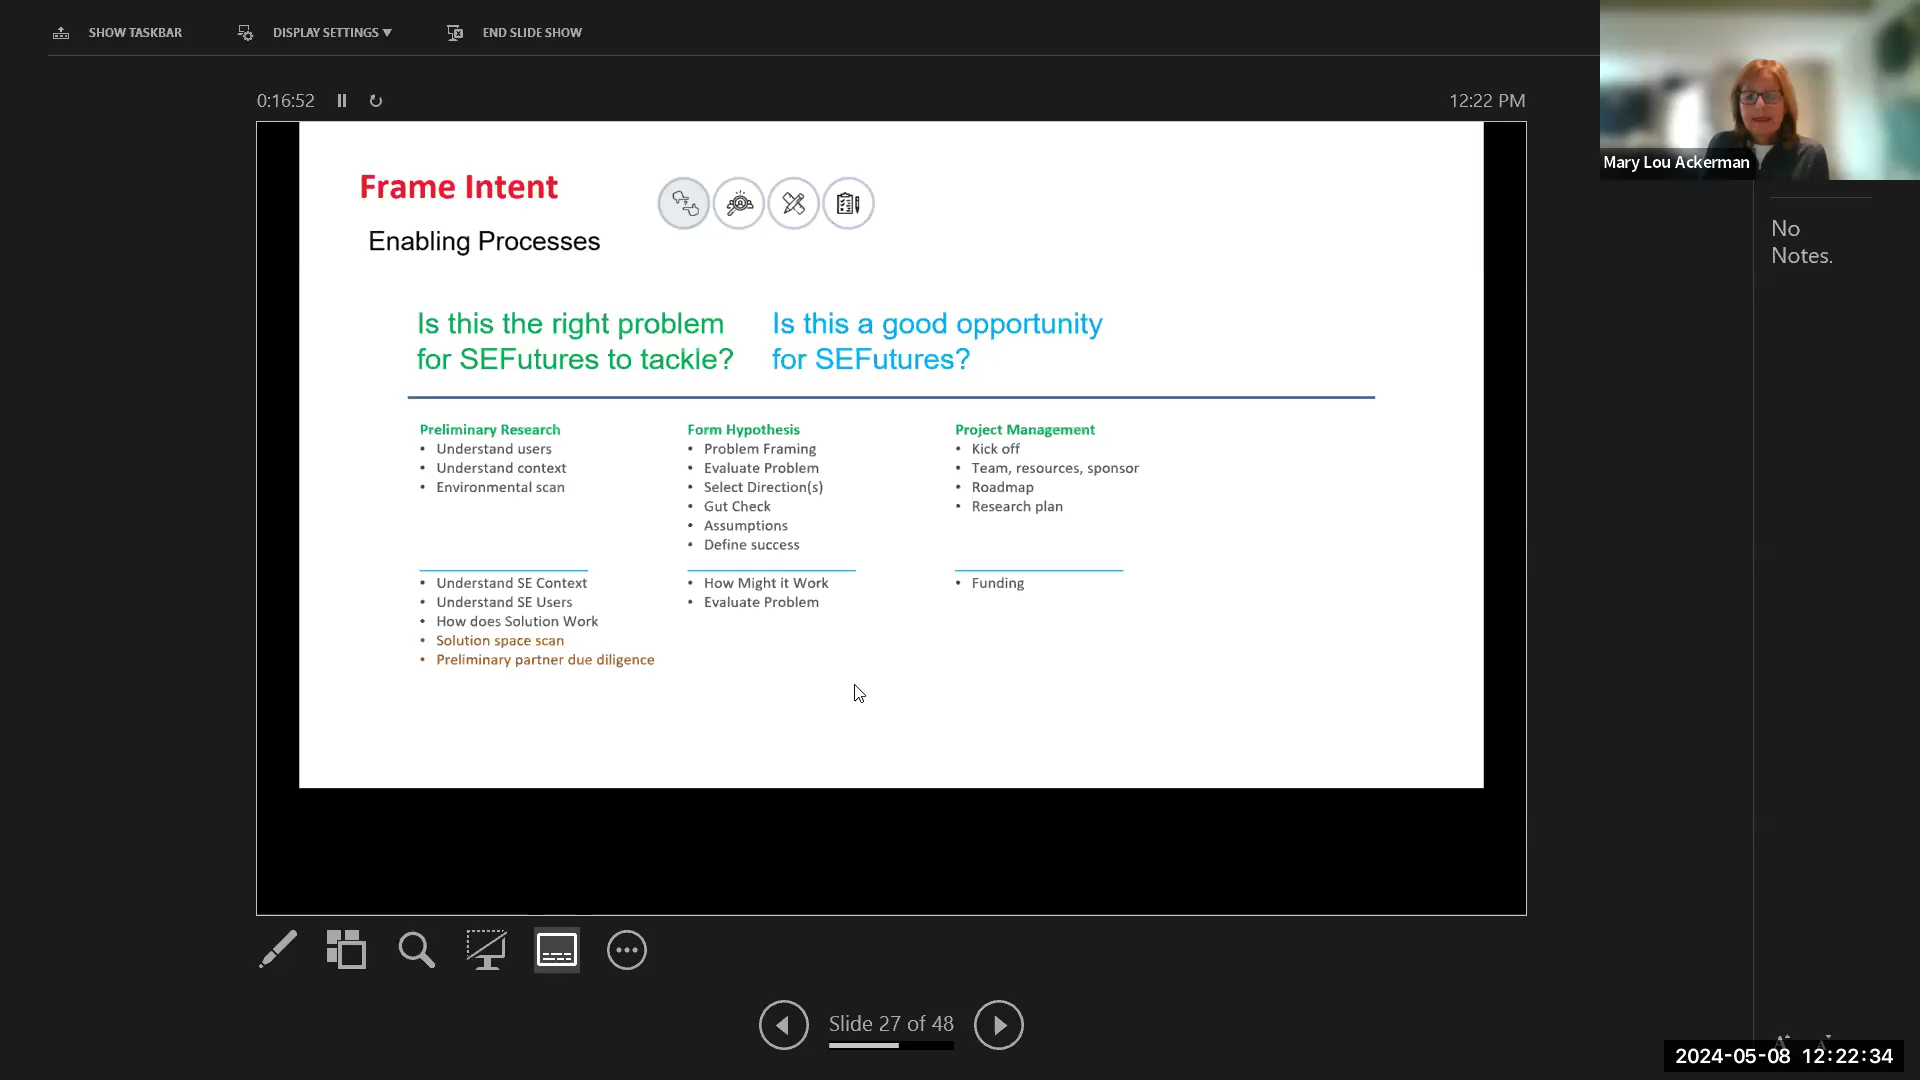 SHOW TASKBAR
DISPLAY SETTINGS ▼
END SLIDE SHOW
0:16:52
12:22 PM
Mary Lou Ackerman
No
Notes.
Frame Intent
Enabling Processes
Is this the right problem
for SEFutures to tackle?
Is this a good opportunity
for SEFutures?
Preliminary Research
• Understand users
• Understand context
• Environmental scan
Form Hypothesis
• Problem Framing
• Evaluate Problem
• Select Direction(s)
• Gut Check
• Assumptions
• Define success
Project Management
• Kick off
• Team, resources, sponsor
• Roadmap
• Research plan
• Understand SE Context
• Understand SE Users
• How does Solution Work
• Solution space scan
• Preliminary partner due diligence
• How Might it Work
• Evaluate Problem
• Funding
Slide 27 of 48
2024-05-08 12:22:34